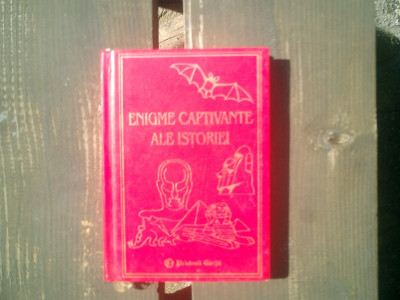 ENIGME CAPTIVANTE
ALE ISTORIEI